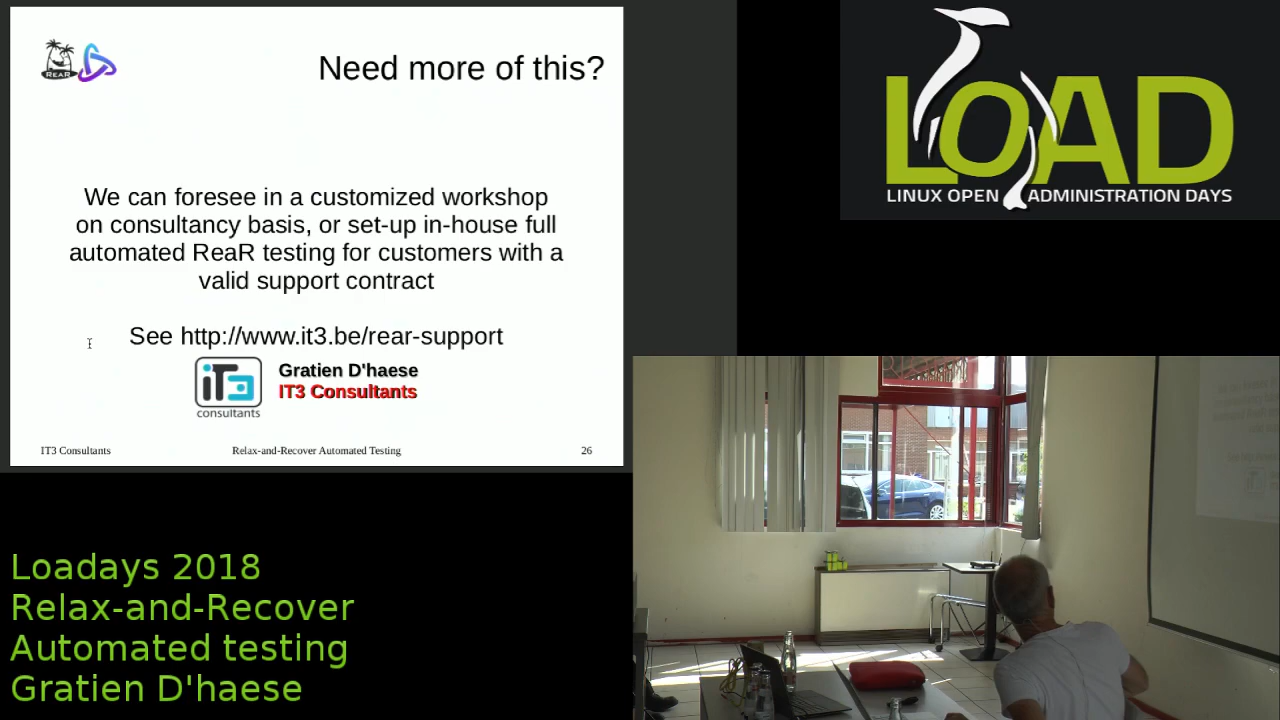 ReaR
Need more of this?
We can foresee in a customized workshop
on consultancy basis, or set-up in-house full
automated ReaR testing for customers with a
valid support contract
See http://www.it3.be/rear-support
iT3
consultants
Gratien D'haese
IT3 Consultants
IT3 Consultants
Relax-and-Recover Automated Testing
26
LOAD
LINUX OPEN ADMINISTRATION DAYS
Loadays 2018
Relax-and-Recover
Automated testing
Gratien D'haese